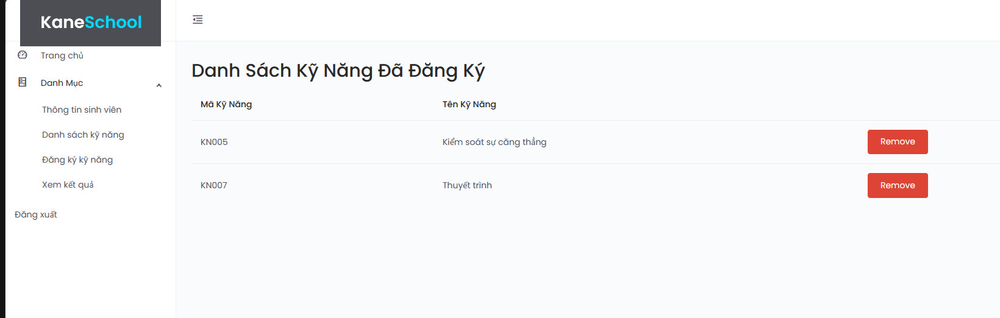 KaneSchool
Trang chủ
Danh Mục
Thông tin sinh viên
Danh sách kỹ năng
Đăng ký kỹ năng
Xem kết quả
Đăng xuất
Danh Sách Kỹ Năng Đã Đăng Ký
Mã Kỹ Năng Tên Kỹ Năng
KN005 Kiểm soát sự căng thẳng Remove
KN007 Thuyết trình Remove